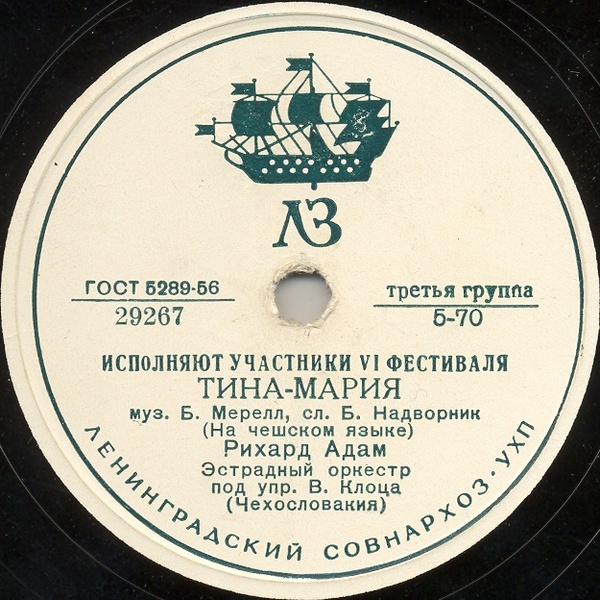 ЛЗ
ГОСТ 5289-56
29267
третья группа
5-70
ИСПОЛНЯЮТ УЧАСТНИКИ VI ФЕСТИВАЛЯ
ТИНА-МАРИЯ
муз. Б. Мерелл, сл. Б. Надворник
(На чешском языке)
Рихард Адам
Эстрадный оркестр
под упр. В. Клоца
(Чехословакия)
ЛЕНИНГРАДСКИЙ СОВНАРХОЗ · УХП